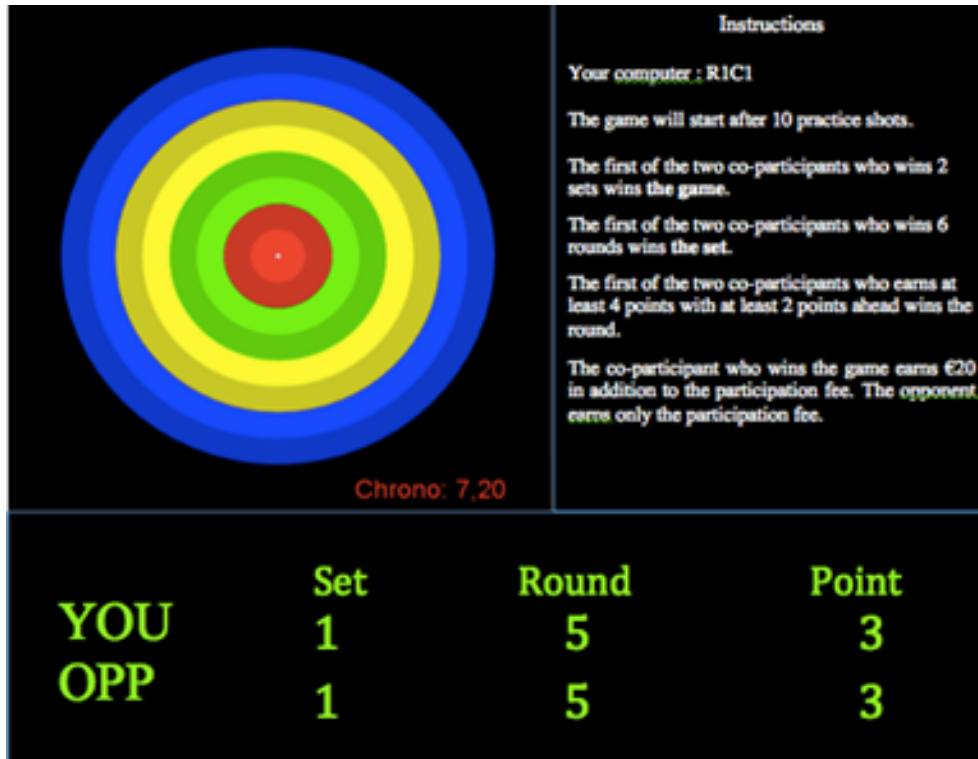 Instructions
Your computer : R1C1
The game will start after 10 practice shots.
The first of the two co-participants who wins 2
sets wins the game.
The first of the two co-participants who wins 6
rounds wins the set.
The first of the two co-participants who earns at
least 4 points with at least 2 points ahead wins the
round.
The co-participant who wins the game earns €20
in addition to the participation fee. The opponent
earns only the participation fee.
Chrono: 7,20
Set Round Point
YOU 1 5 3
OPP 1 5 3